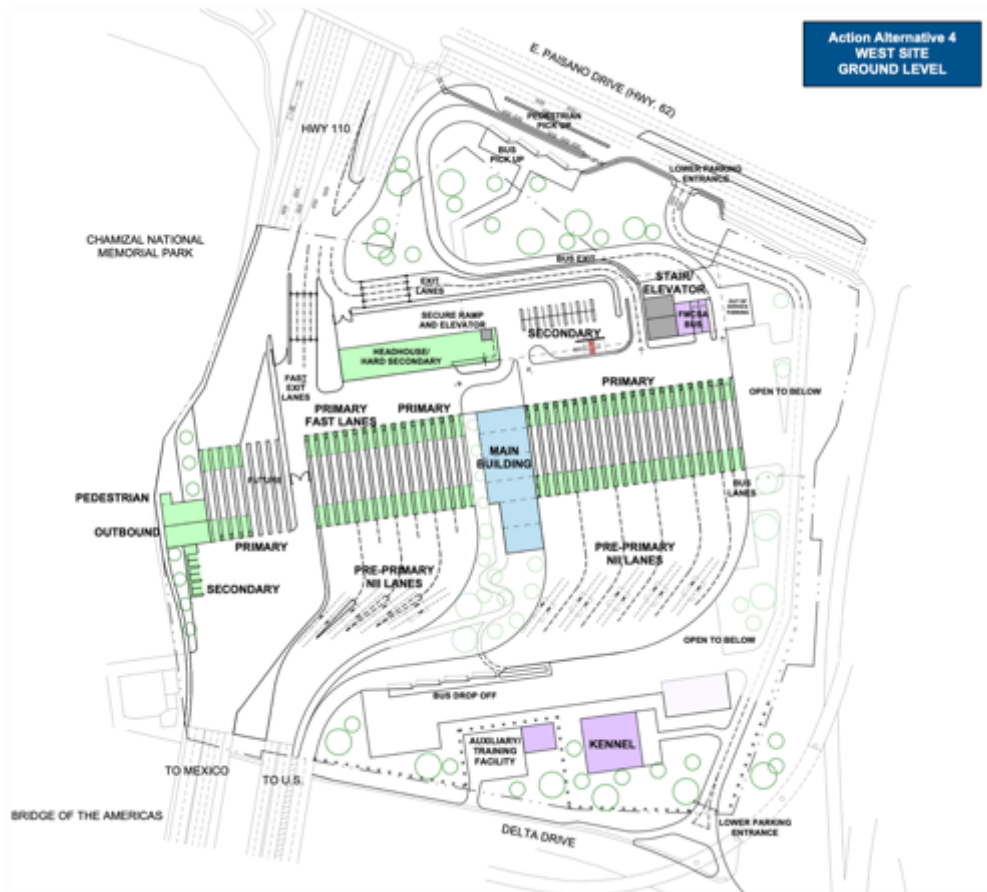 Action Alternative 4
WEST SITE
GROUND LEVEL
E. PAISANO DRIVE (HWY. 62)
HWY 110
PEDESTRIAN
PICK UP
BUS
PICK UP
LOWER PARKING
ENTRANCE
CHAMIZAL NATIONAL
MEMORIAL PARK
BUS EXIT
EXIT
LANES
STAIR/
ELEVATOR
SECURE RAMP
AND ELEVATOR
FMCSA
BUS
OUT OF
SERVICE
PARKING
SECONDARY
HEADHOUSE/
HARD SECONDARY
FAST
EXIT
LANES
PRIMARY
FAST LANES
PRIMARY
PRIMARY
OPEN TO BELOW
MAIN
BUILDING
FUTURE
BUS
LANES
PEDESTRIAN
OUTBOUND
PRIMARY
SECONDARY
PRE-PRIMARY
NII LANES
PRE-PRIMARY
NII LANES
OPEN TO BELOW
BUS DROP OFF
AUXILIARY/
TRAINING
FACILITY
KENNEL
TO MEXICO
TO U.S.
BRIDGE OF THE AMERICAS
DELTA DRIVE
LOWER PARKING
ENTRANCE